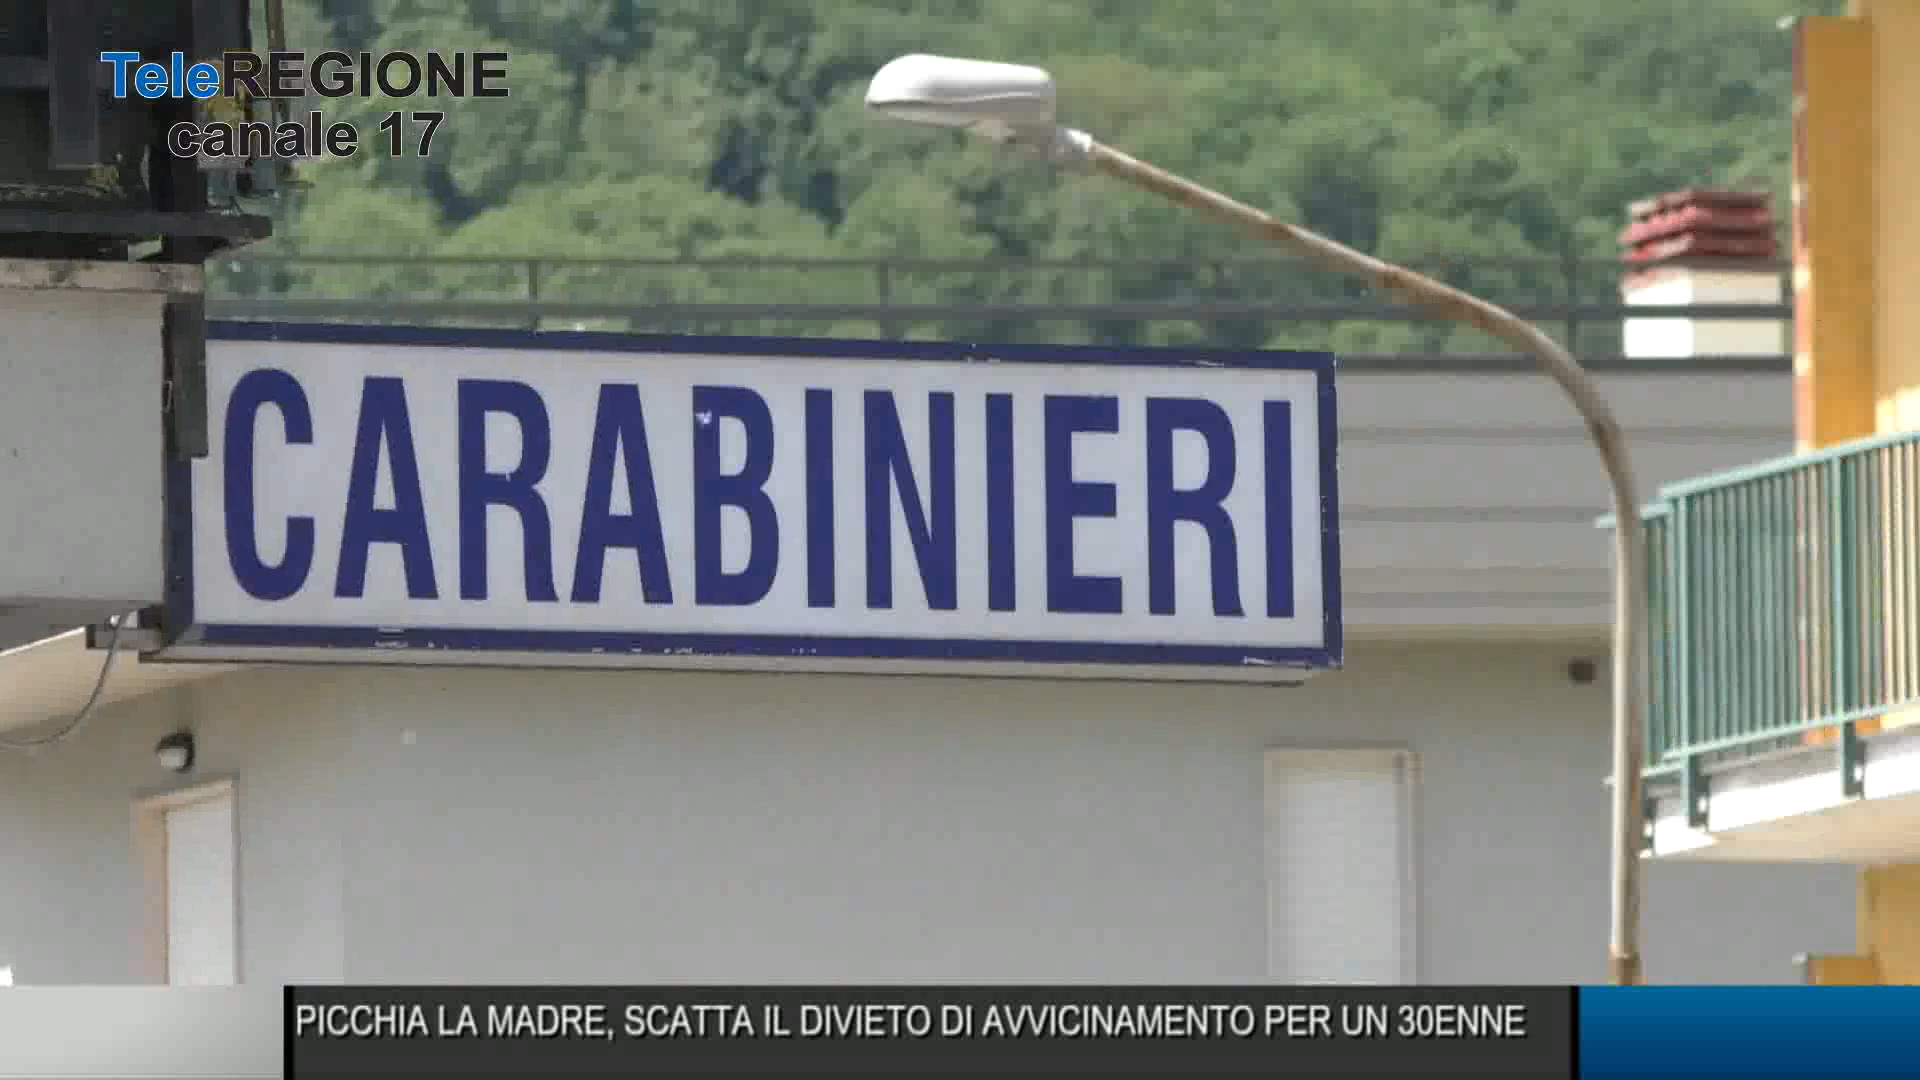 TeleREGIONE
canale 17
CARABINIERI
PICCHIA LA MADRE, SCATTA IL DIVIETO DI AVVICINAMENTO PER UN 30ENNE